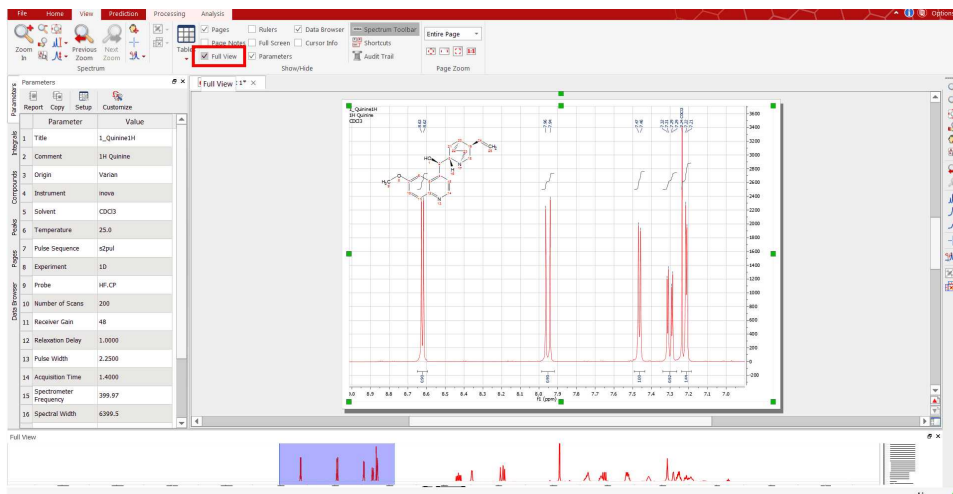 File Home View Prediction Processing Analysis Options
Pages Rulers Data Browser Spectrum Toolbar
Page Notes Full Screen Cursor Info Shortcuts
Full View Parameters Audit Trail
Entire Page
Zoom In
Previous Zoom
Next Zoom
Table
Spectrum Show/Hide Page Zoom
Parameters
Full View
Report Copy Setup Customize
Parameter Value
1 Title 1_Quinine1H
2 Comment 1H Quinine
3 Origin Varian
4 Instrument inova
5 Solvent CDCl3
6 Temperature 25.0
7 Pulse Sequence s2pul
8 Experiment 1D
9 Probe HF.CP
10 Number of Scans 200
11 Receiver Gain 48
12 Relaxation Delay 1.0000
13 Pulse Width 2.2500
14 Acquisition Time 1.4000
15 Spectrometer Frequency 399.97
16 Spectral Width 6399.5
Parameters
Integrals
Compounds
Peaks
Pages
Data Browser
1_Quinine1H
1H Quinine
CDCl3
3600
3200
3000
2800
2600
2400
2200
2000
1800
1600
1400
1200
1000
800
600
400
200
0
-200
8.9 8.8 8.7 8.6 8.5 8.4 8.3 8.2 8.1 8.0 7.9 7.8 7.7 7.6 7.5 7.4 7.3 7.2 7.1 7.0
f1 (ppm)
Full View